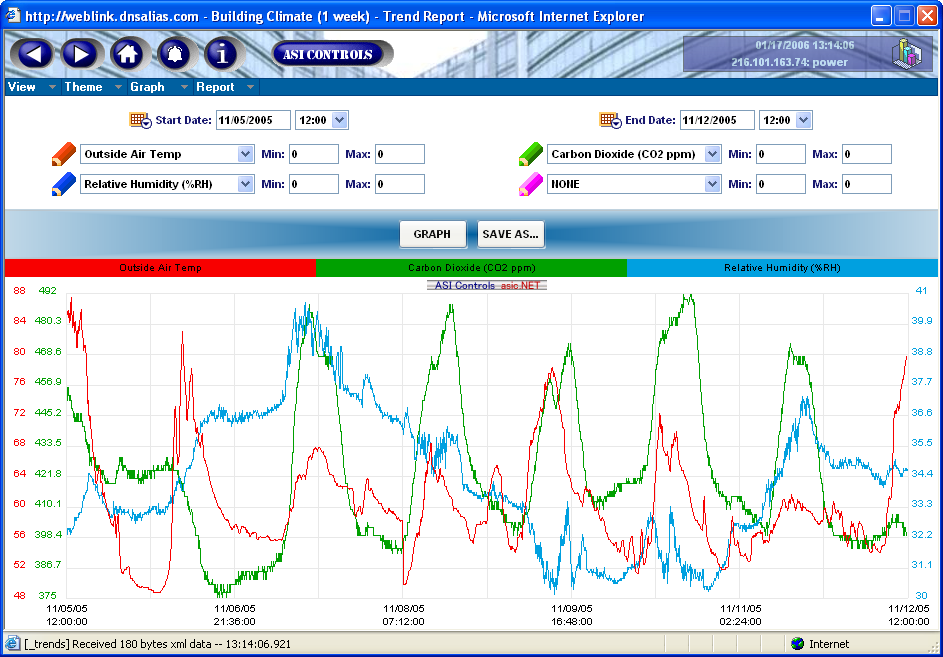 http://weblink.dnsalias.com - Building Climate (1 week) - Trend Report - Microsoft Internet Explorer
ASI CONTROLS
01/17/2006 13:14:06
216.101.163.74: power
View Theme Graph Report
Start Date: 11/05/2005 12:00 End Date: 11/12/2005 12:00
Outside Air Temp Min: 0 Max: 0 Carbon Dioxide (CO2 ppm) Min: 0 Max: 0
Relative Humidity (%RH) Min: 0 Max: 0 NONE Min: 0 Max: 0
GRAPH SAVE AS...
Outside Air Temp Carbon Dioxide (CO2 ppm) Relative Humidity (%RH)
ASI Controls asic.NET
88 492 41
84 480.3 39.9
80 468.6 38.8
76 456.9 37.7
72 445.2 36.6
68 433.5 35.5
64 421.8 34.4
60 410.1 33.3
56 398.4 32.2
52 386.7 31.1
48 375 30
11/05/05 11/06/05 11/08/05 11/09/05 11/11/05 11/12/05
12:00:00 21:36:00 07:12:00 16:48:00 02:24:00 12:00:00
[_trends] Received 180 bytes xml data -- 13:14:06.921 Internet